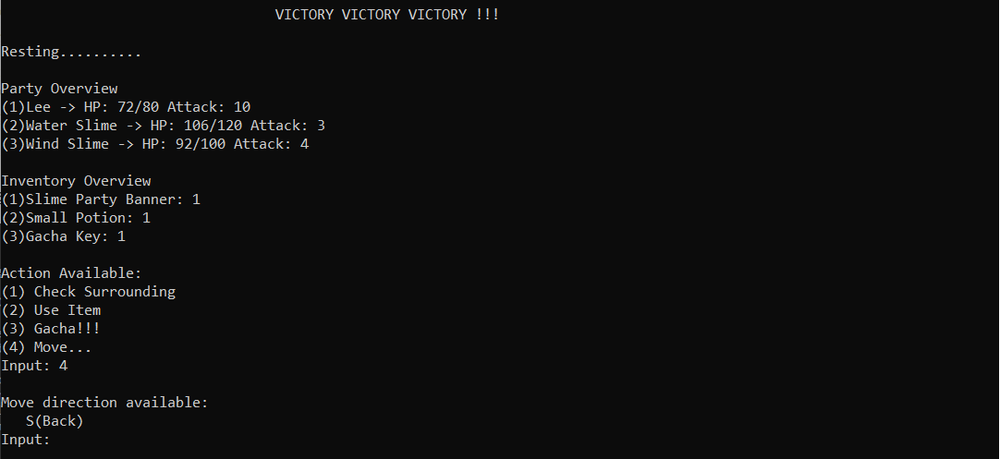 VICTORY VICTORY VICTORY !!!
Resting..........
Party Overview
(1)Lee -> HP: 72/80 Attack: 10
(2)Water Slime -> HP: 106/120 Attack: 3
(3)Wind Slime -> HP: 92/100 Attack: 4
Inventory Overview
(1)Slime Party Banner: 1
(2)Small Potion: 1
(3)Gacha Key: 1
Action Available:
(1) Check Surrounding
(2) Use Item
(3) Gacha!!!
(4) Move...
Input: 4
Move direction available:
S(Back)
Input: